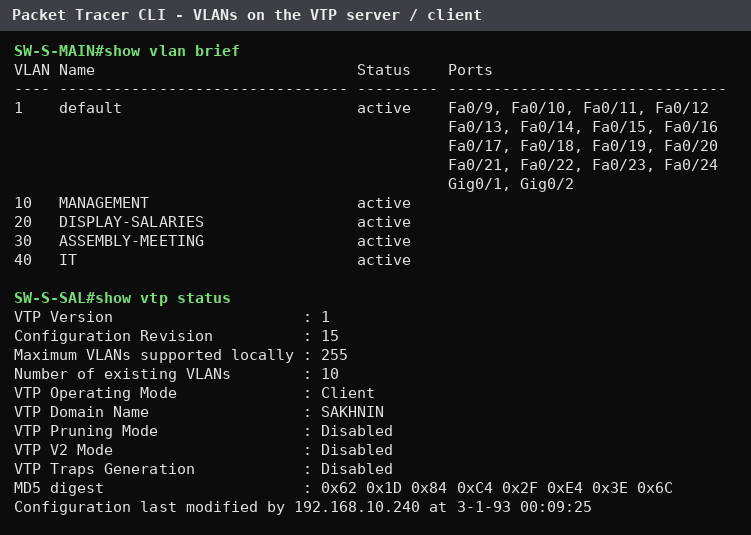 Packet Tracer CLI - VLANs on the VTP server / client
SW-S-MAIN#show vlan brief
VLAN Name                             Status    Ports
---- -------------------------------- --------- -------------------------------
1    default                          active    Fa0/9, Fa0/10, Fa0/11, Fa0/12
                                                Fa0/13, Fa0/14, Fa0/15, Fa0/16
                                                Fa0/17, Fa0/18, Fa0/19, Fa0/20
                                                Fa0/21, Fa0/22, Fa0/23, Fa0/24
                                                Gig0/1, Gig0/2
10   MANAGEMENT                       active
20   DISPLAY-SALARIES                 active
30   ASSEMBLY-MEETING                 active
40   IT                               active
SW-S-SAL#show vtp status
VTP Version                     : 1
Configuration Revision          : 15
Maximum VLANs supported locally : 255
Number of existing VLANs        : 10
VTP Operating Mode              : Client
VTP Domain Name                 : SAKHNIN
VTP Pruning Mode                : Disabled
VTP V2 Mode                     : Disabled
VTP Traps Generation            : Disabled
MD5 digest                      : 0x62 0x1D 0x84 0xC4 0x2F 0xE4 0x3E 0x6C
Configuration last modified by 192.168.10.240 at 3-1-93 00:09:25